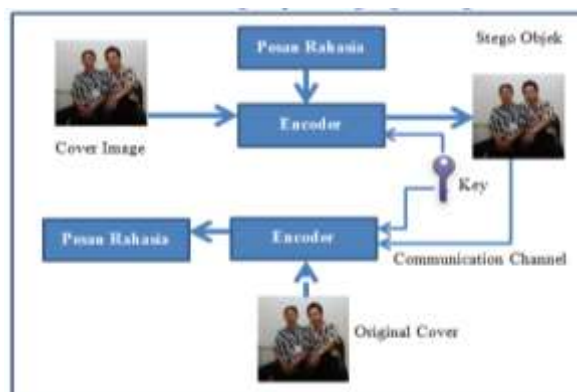 Stego Objek
Pesan Rahasia
Encoder
Cover Image
Key
Pesan Rahasia
Encoder
Communication Channel
Original Cover